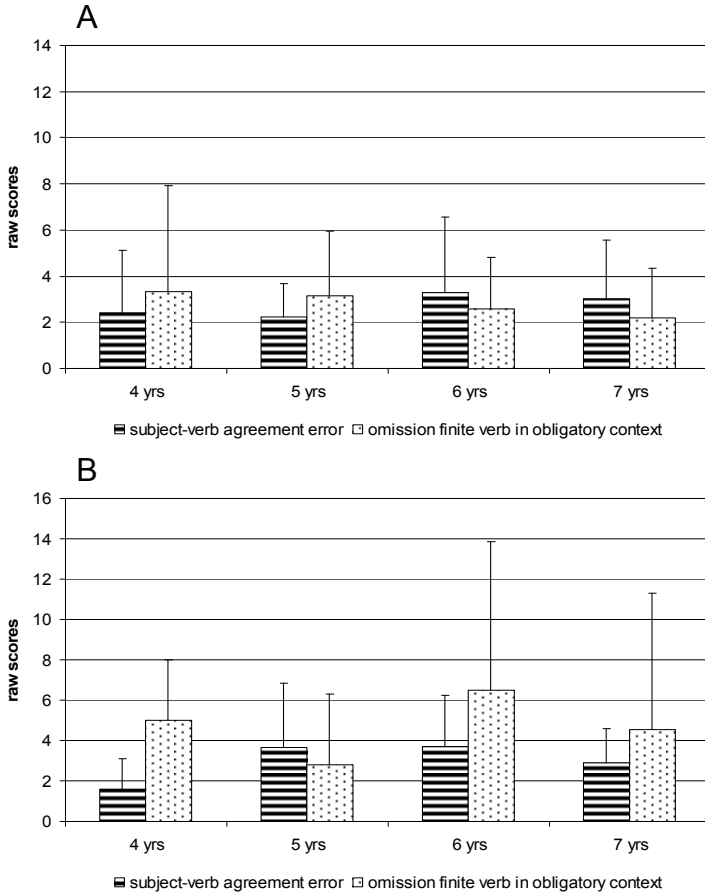 A
14
12
10
8
6
4
2
0
raw scores
4 yrs 5 yrs 6 yrs 7 yrs
subject-verb agreement error omission finite verb in obligatory context
B
16
14
12
10
8
6
4
2
0
raw scores
4 yrs 5 yrs 6 yrs 7 yrs
subject-verb agreement error omission finite verb in obligatory context